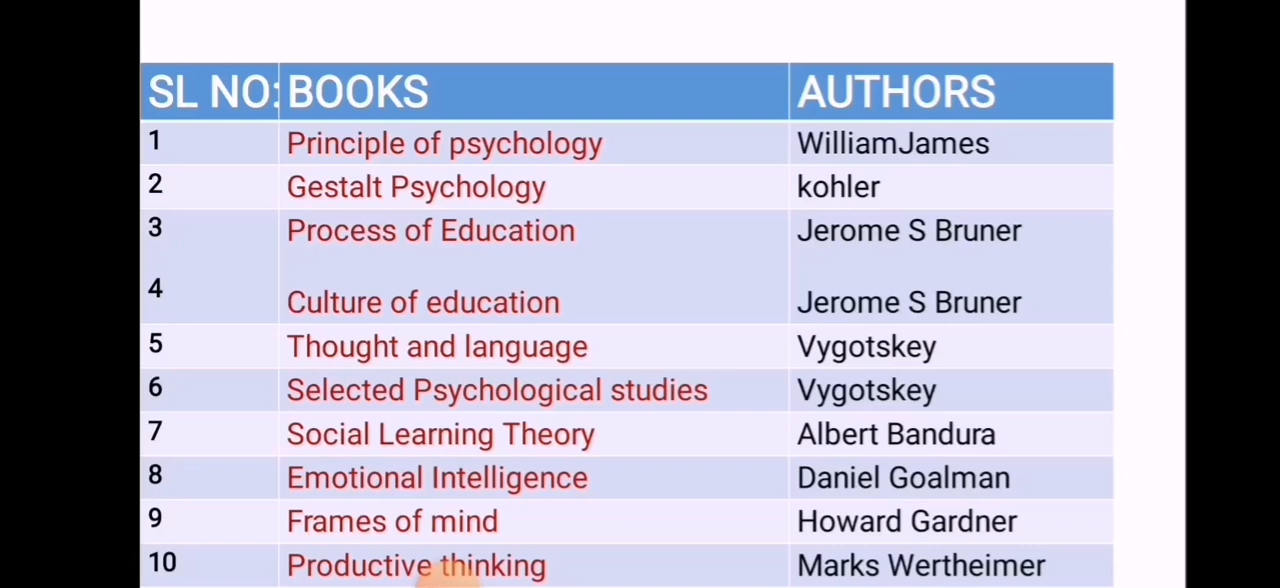 SL NO: BOOKS AUTHORS
1 Principle of psychology WilliamJames
2 Gestalt Psychology kohler
3 Process of Education Jerome S Bruner
4 Culture of education Jerome S Bruner
5 Thought and language Vygotskey
6 Selected Psychological studies Vygotskey
7 Social Learning Theory Albert Bandura
8 Emotional Intelligence Daniel Goalman
9 Frames of mind Howard Gardner
10 Productive thinking Marks Wertheimer